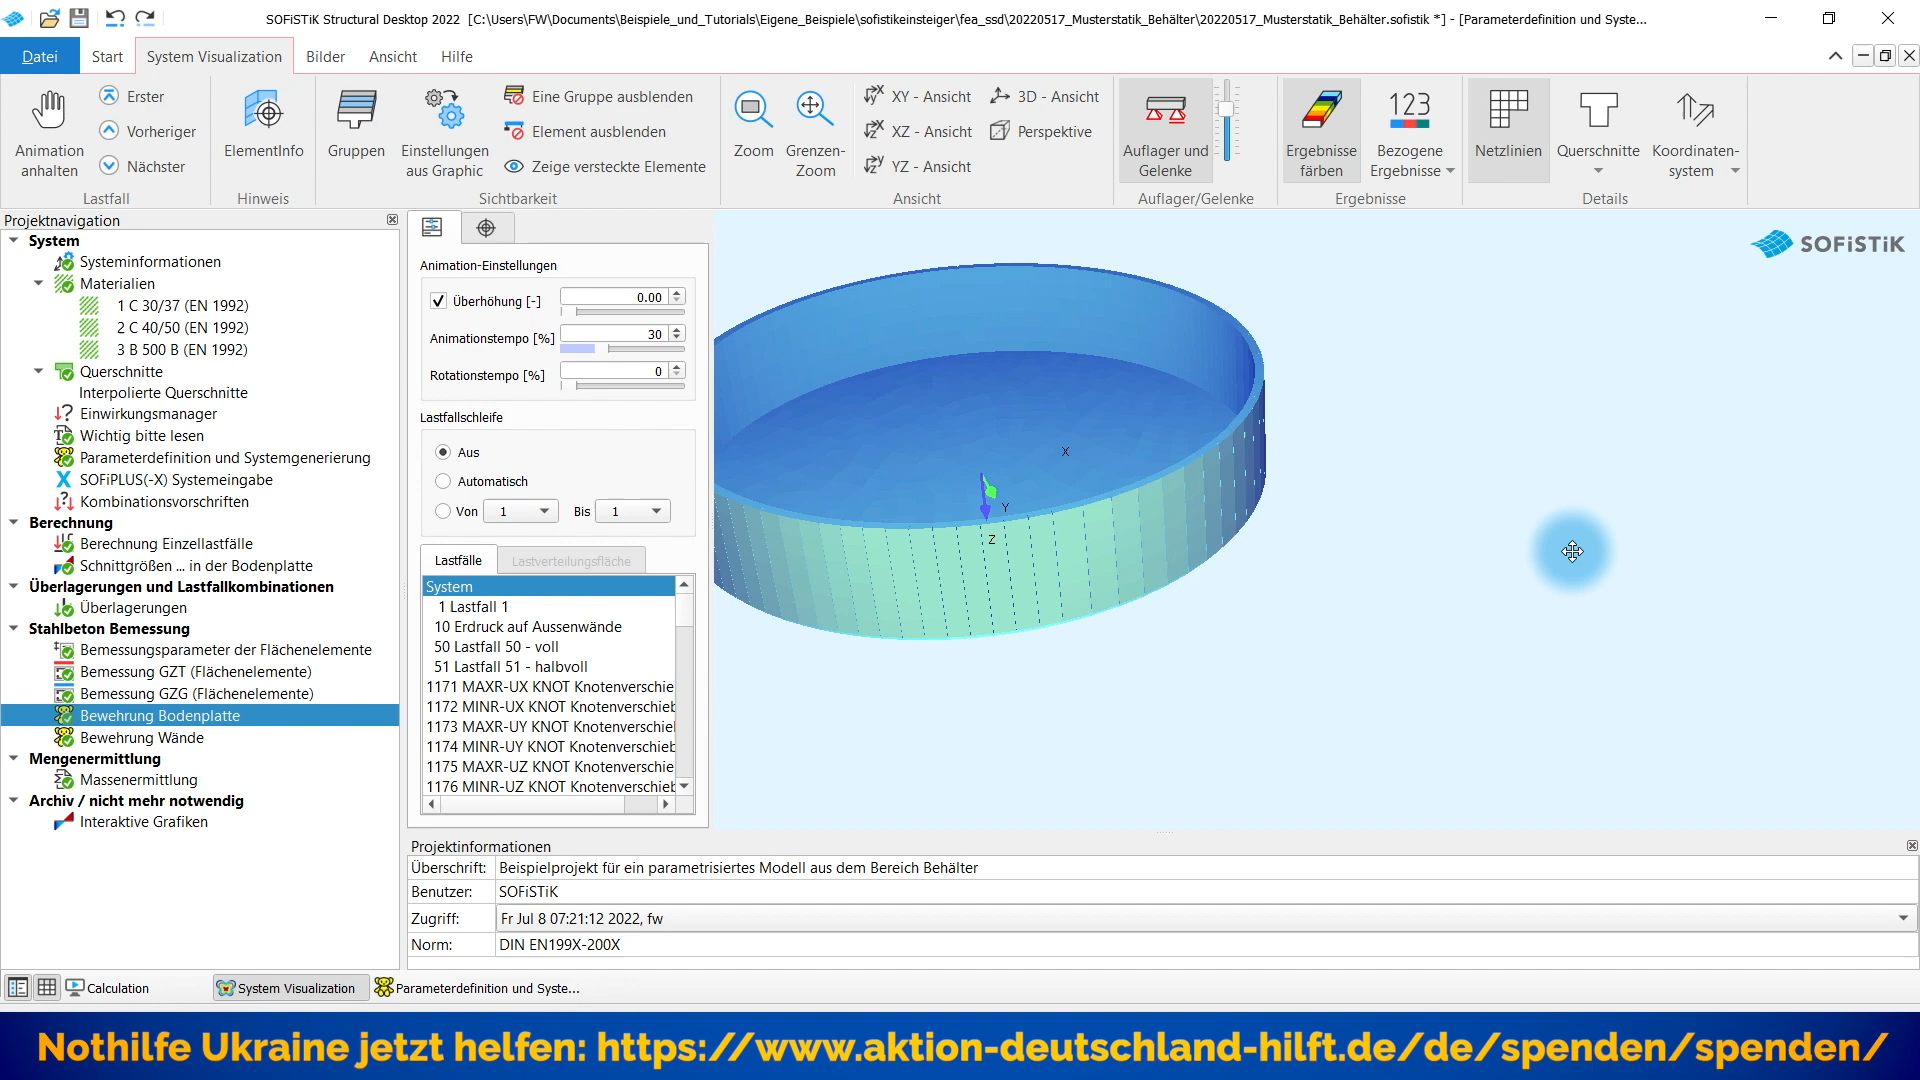 SOFiSTiK Structural Desktop 2022 [C:\Users\FW\Documents\Beispiele_und_Tutorials\Eigene_Beispiele\sofistikeinsteiger\fea_ssd\20220517_Musterstatik_Behälter\20220517_Musterstatik_Behälter.sofistik *] - [Parameterdefinition und Syste...
Datei Start System Visualization Bilder Ansicht Hilfe
Animation anhalten
Erster
Vorheriger
Nächster
Lastfall
ElementInfo
Hinweis
Gruppen
Einstellungen aus Graphic
Eine Gruppe ausblenden
Element ausblenden
Zeige versteckte Elemente
Sichtbarkeit
Zoom
Grenzen-Zoom
XY - Ansicht
XZ - Ansicht
YZ - Ansicht
3D - Ansicht
Perspektive
Ansicht
Auflager und Gelenke
Auflager/Gelenke
Ergebnisse färben
123
Bezogene Ergebnisse
Ergebnisse
Netzlinien
Querschnitte
Koordinaten-system
Details
Projektnavigation
System
Systeminformationen
Materialien
1 C 30/37 (EN 1992)
2 C 40/50 (EN 1992)
3 B 500 B (EN 1992)
Querschnitte
Interpolierte Querschnitte
Einwirkungsmanager
Wichtig bitte lesen
Parameterdefinition und Systemgenerierung
SOFiPLUS(-X) Systemeingabe
Kombinationsvorschriften
Berechnung
Berechnung Einzellastfälle
Schnittgrößen ... in der Bodenplatte
Überlagerungen und Lastfallkombinationen
Überlagerungen
Stahlbeton Bemessung
Bemessungsparameter der Flächenelemente
Bemessung GZT (Flächenelemente)
Bemessung GZG (Flächenelemente)
Bewehrung Bodenplatte
Bewehrung Wände
Mengenermittlung
Massenermittlung
Archiv / nicht mehr notwendig
Interaktive Grafiken
Animation-Einstellungen
Überhöhung [-] 0.00
Animationstempo [%] 30
Rotationstempo [%] 0
Lastfallschleife
Aus
Automatisch
Von 1 Bis 1
Lastfälle Lastverteilungsfläche
System
1 Lastfall 1
10 Erdruck auf Aussenwände
50 Lastfall 50 - voll
51 Lastfall 51 - halbvoll
1171 MAXR-UX KNOT Knotenverschie
1172 MINR-UX KNOT Knotenverschieb
1173 MAXR-UY KNOT Knotenverschie
1174 MINR-UY KNOT Knotenverschieb
1175 MAXR-UZ KNOT Knotenverschie
1176 MINR-UZ KNOT Knotenverschieb
SOFiSTiK
X
Y
Z
Projektinformationen
Überschrift: Beispielprojekt für ein parametrisiertes Modell aus dem Bereich Behälter
Benutzer: SOFiSTiK
Zugriff: Fr Jul 8 07:21:12 2022, fw
Norm: DIN EN199X-200X
Calculation System Visualization Parameterdefinition und Syste...
Nothilfe Ukraine jetzt helfen: https://www.aktion-deutschland-hilft.de/de/spenden/spenden/